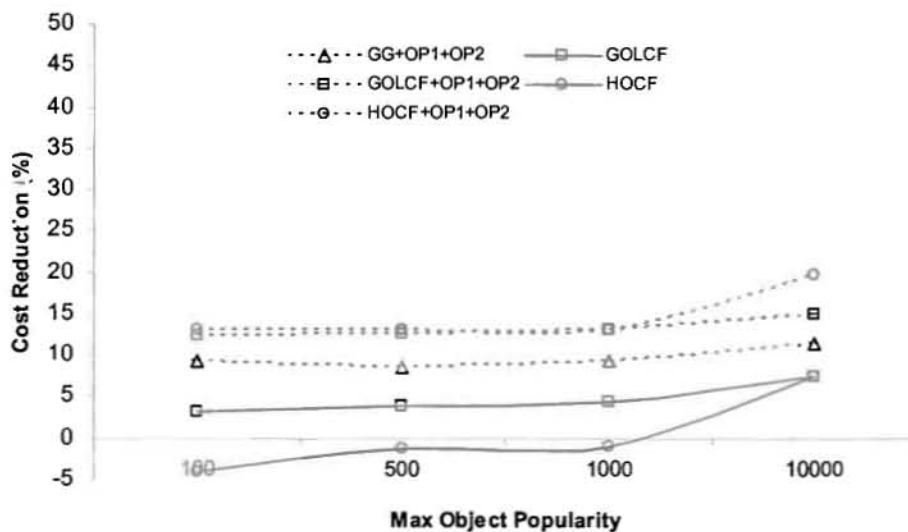 50
45
40
35
30
25
20
15
10
5
0
-5
Cost Reduction (%)
GG+OP1+OP2 GOLCF
GOLCF+OP1+OP2 HOCF
HOCF+OP1+OP2
100 500 1000 10000
Max Object Popularity